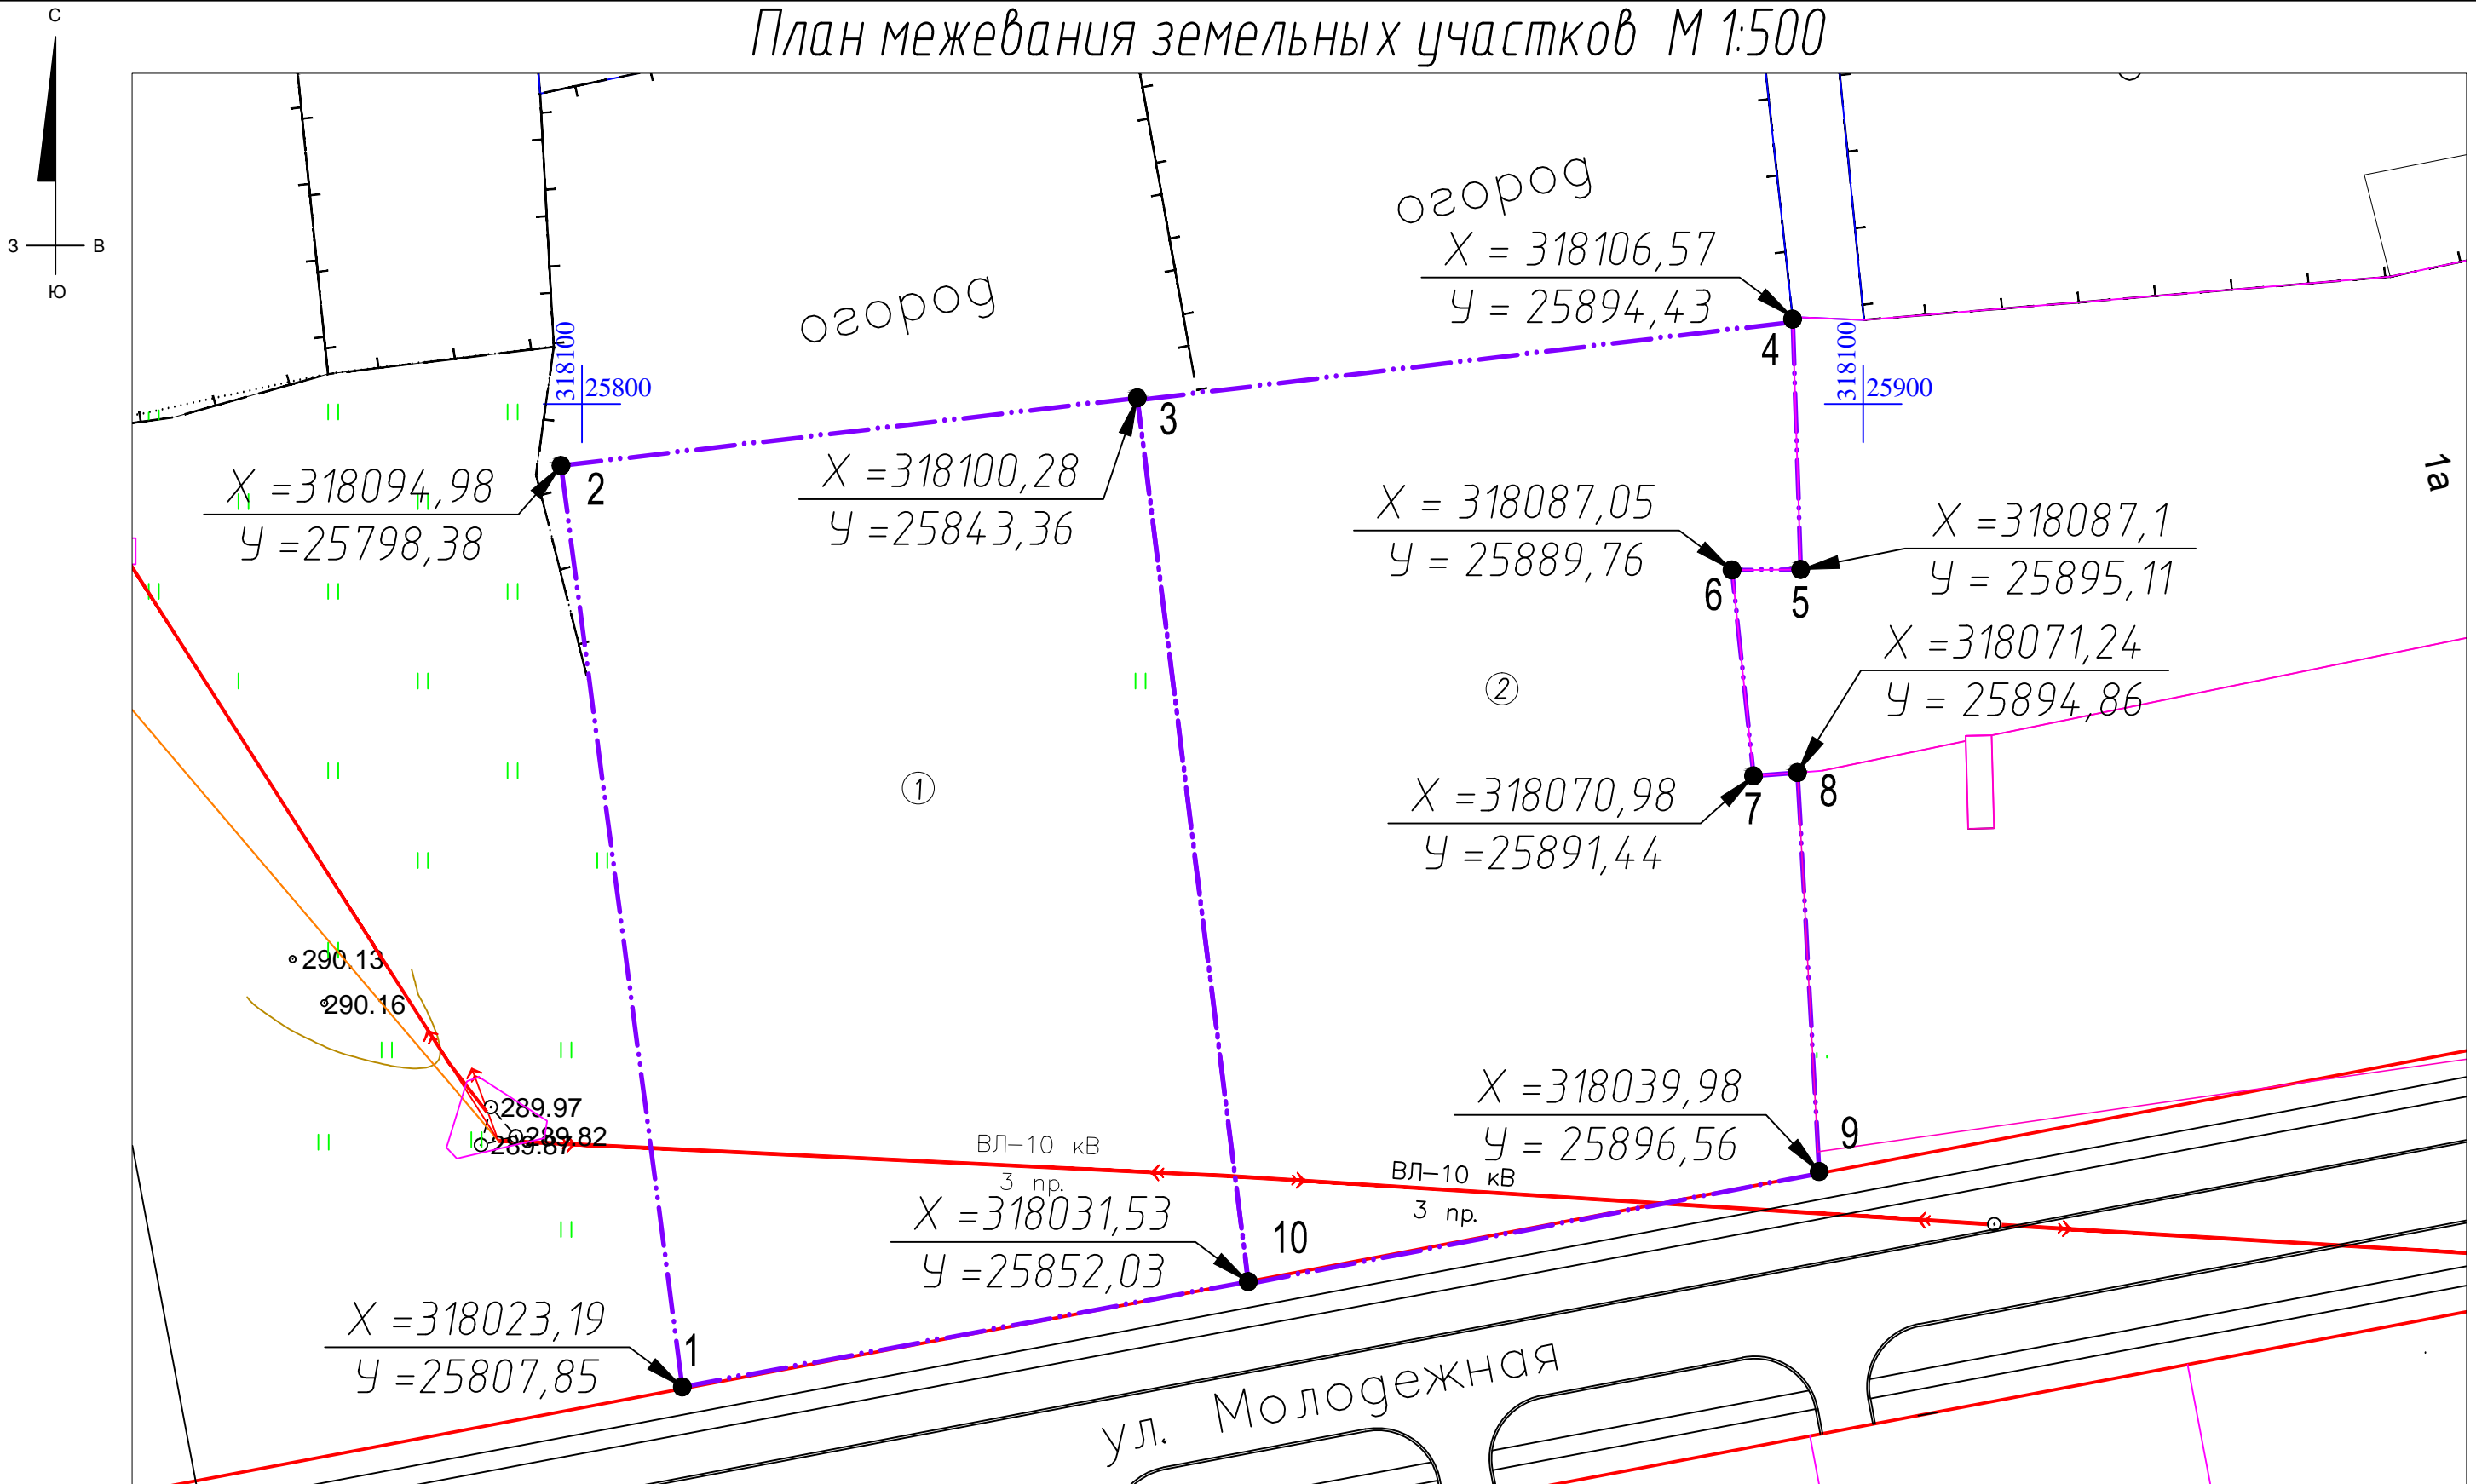 План межевания земельных участков М 1:500
С
З
В
Ю
огород
огород
X = 318106,57
У = 25894,43
4
318100
25800
318100
25900
3
X =318094,98
У =25798,38
2
X =318100,28
У =25843,36
X = 318087,05
У = 25889,76
6
5
X =318087,1
У = 25895,11
1а
X =318071,24
У = 25894,86
2
1
X =318070,98
У =25891,44
7
8
290.13
290.16
289.97
289.82
289.87
ВЛ-10 кВ
3 пр.
ВЛ-10 кВ
3 пр.
X =318039,98
У = 25896,56
9
X =318031,53
У =25852,03
10
X =318023,19
У =25807,85
1
ул. Молодежная